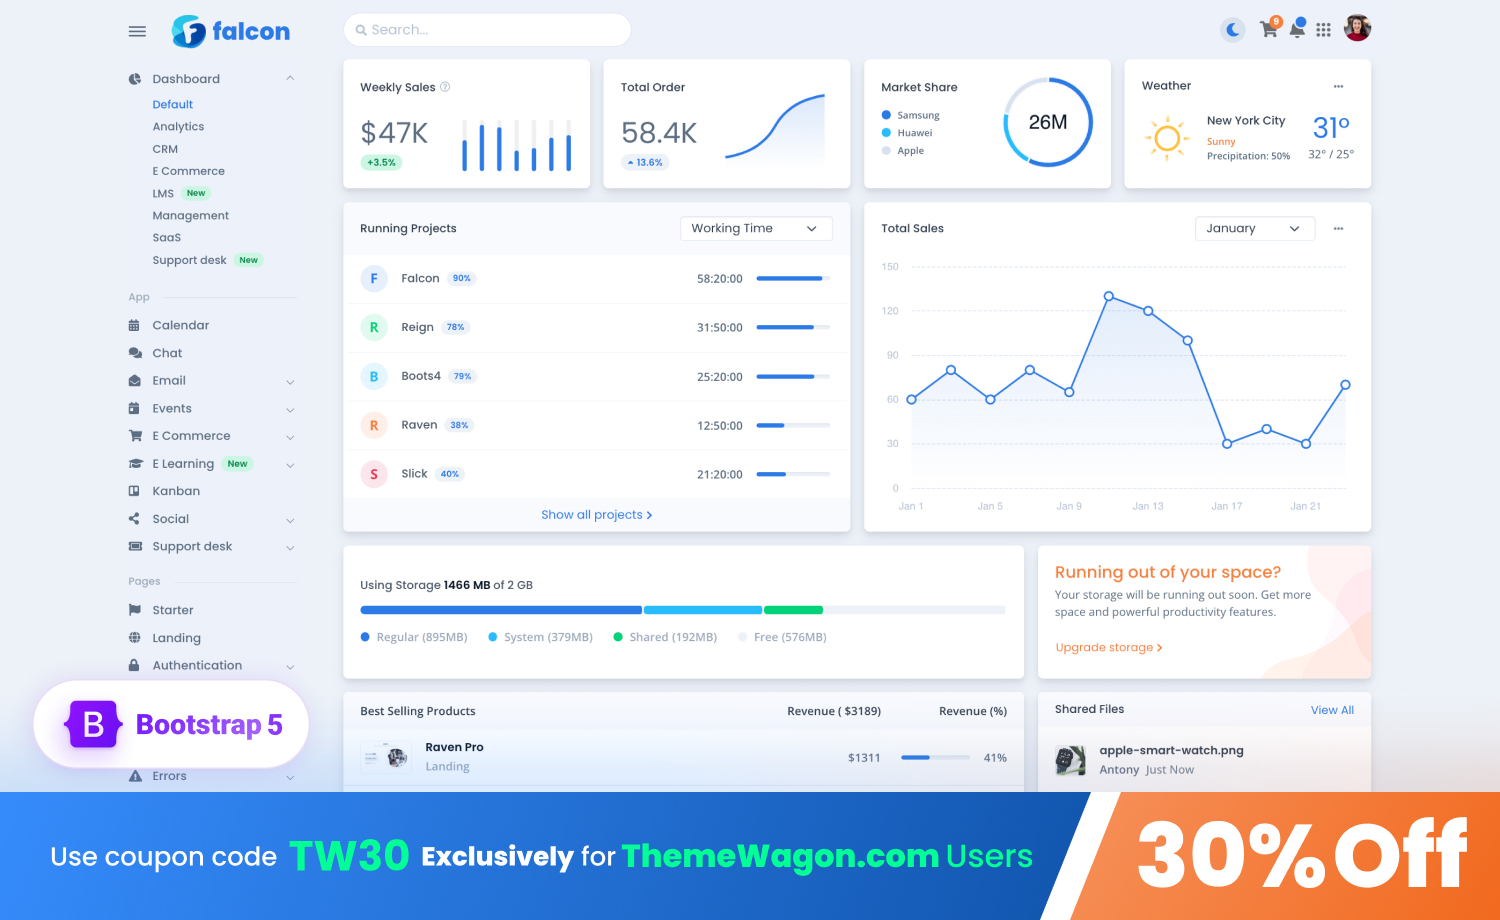 falcon
Search...
9
Dashboard
Default
Analytics
CRM
E Commerce
LMS New
Management
SaaS
Support desk New
App
Calendar
Chat
Email
Events
E Commerce
E Learning New
Kanban
Social
Support desk
Pages
Starter
Landing
Authentication
B Bootstrap 5
Errors
Weekly Sales
$47K
+3.5%
Total Order
58.4K
13.6%
Market Share
Samsung
Huawei
Apple
26M
Weather
New York City
Sunny
Precipitation: 50%
31°
32° / 25°
Running Projects Working Time
F Falcon 90% 58:20:00
R Reign 78% 31:50:00
B Boots4 79% 25:20:00
R Raven 38% 12:50:00
S Slick 40% 21:20:00
Show all projects
Total Sales January
150
120
90
60
30
0
Jan 1 Jan 5 Jan 9 Jan 13 Jan 17 Jan 21
Using Storage 1466 MB of 2 GB
Regular (895MB) System (379MB) Shared (192MB) Free (576MB)
Running out of your space?
Your storage will be running out soon. Get more
space and powerful productivity features.
Upgrade storage
Best Selling Products Revenue ( $3189) Revenue (%)
Raven Pro
Landing
$1311 41%
Shared Files View All
apple-smart-watch.png
Antony Just Now
Use coupon code TW30 Exclusively for ThemeWagon.com Users
30% Off